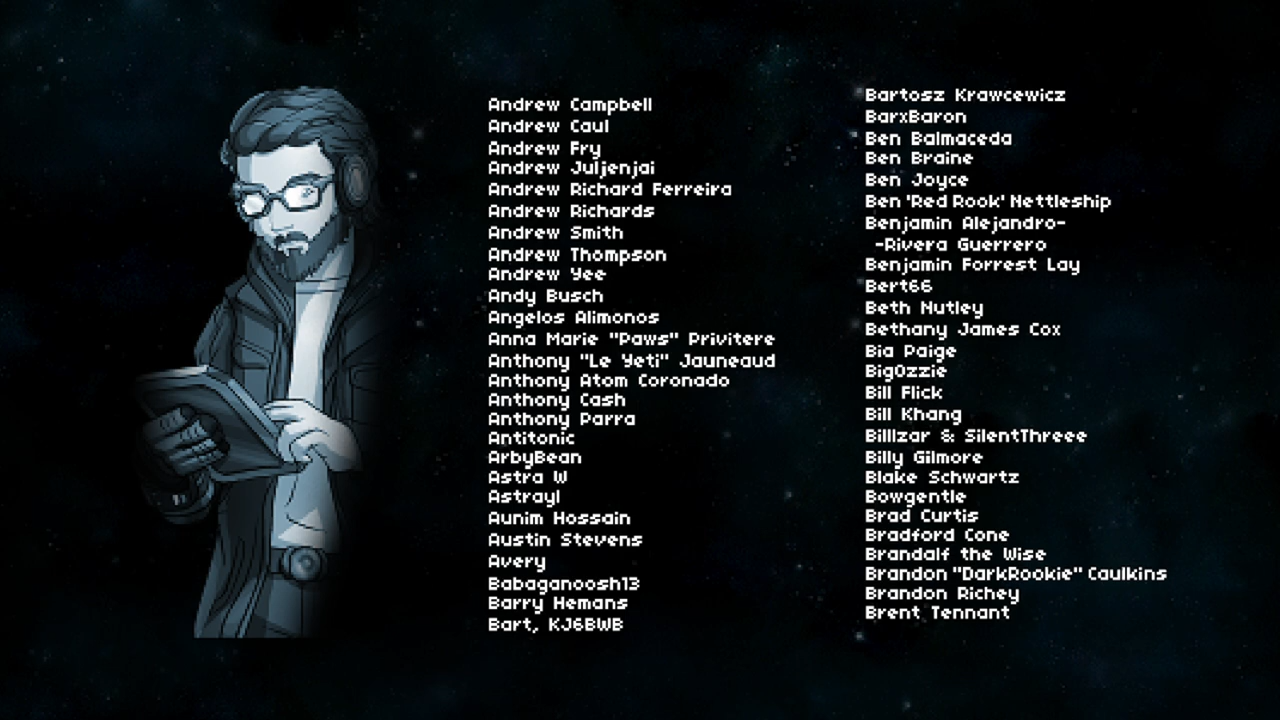 Andrew Campbell
Andrew Caul
Andrew Fry
Andrew Juljenjai
Andrew Richard Ferreira
Andrew Richards
Andrew Smith
Andrew Thompson
Andrew Yee
Andy Busch
Angelos Alimonos
Anna Marie "Paws" Privitere
Anthony "Le Yeti" Jauneaud
Anthony Atom Coronado
Anthony Cash
Anthony Parra
Antitonic
ArbyBean
Astra W
Astrayl
Aunim Hossain
Austin Stevens
Avery
Babaganoosh13
Barry Hemans
Bart, KJ6BWB
Bartosz Krawcewicz
BarxBaron
Ben Balmaceda
Ben Braine
Ben Joyce
Ben 'Red Rook' Nettleship
Benjamin Alejandro-
-Rivera Guerrero
Benjamin Forrest Lay
Bert66
Beth Nutley
Bethany James Cox
Bia Paige
BigOzzie
Bill Flick
Bill Khang
Billlzar & SilentThreee
Billy Gilmore
Blake Schwartz
Bowgentle
Brad Curtis
Bradford Cone
Brandalf the Wise
Brandon "DarkRookie" Caulkins
Brandon Richey
Brent Tennant